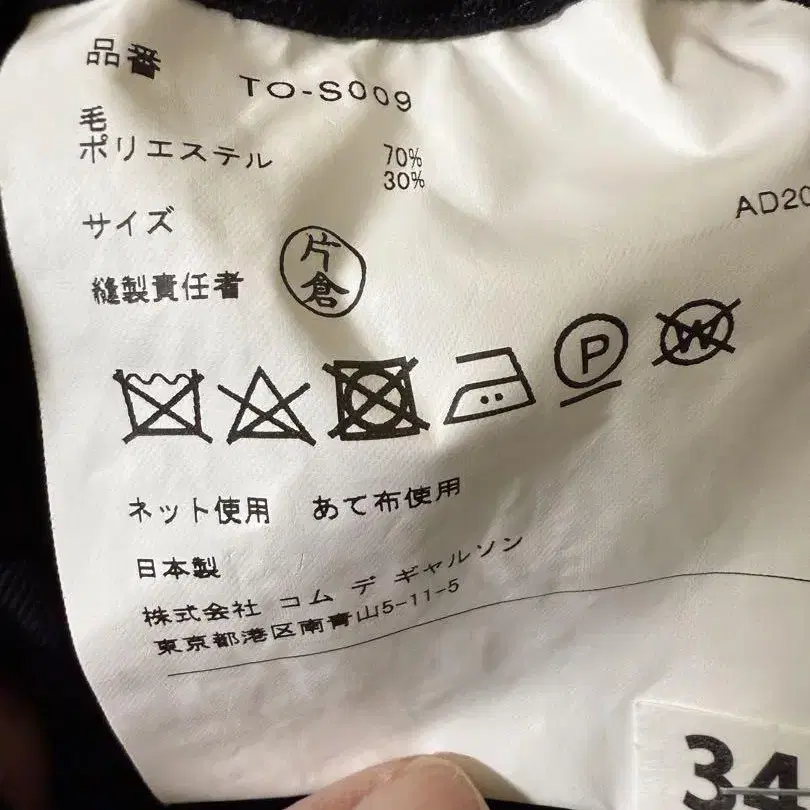 品番 TO-S009
毛 70%
ポリエステル 30%
AD20
サイズ
縫製責任者 片倉
P
W
ネット使用 あて布使用
日本製
株式会社 コム デ ギャルソン
東京都港区南青山5-11-5
34